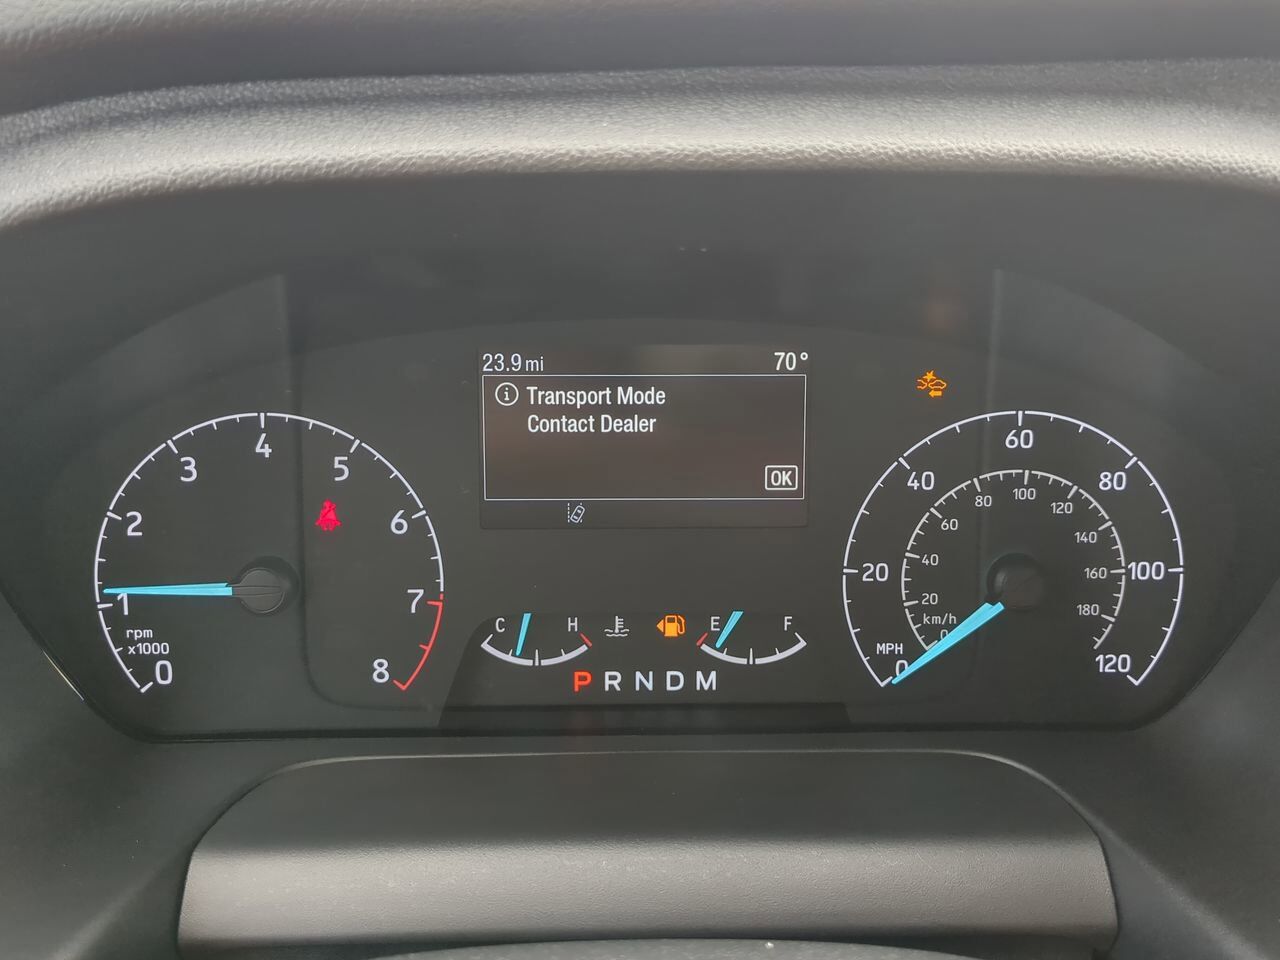 23.9 mi 70°
Transport Mode
Contact Dealer
OK
0 1 2 3 4 5 6 7 8
rpm
x1000
C H
E F
P R N D M
0 20 40 60 80 100 120
MPH
0 20 40 60 80 100 120 140 160 180
km/h